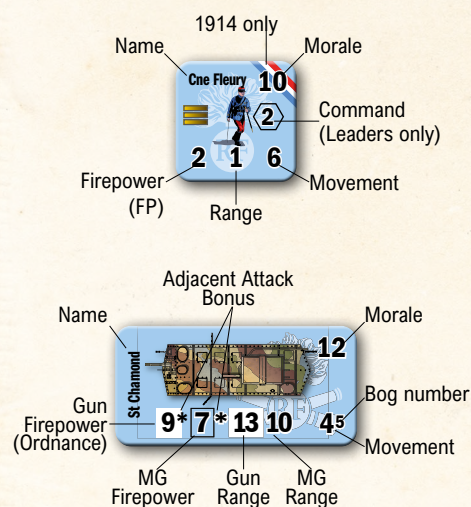 1914 only
Name
Morale
Cne Fleury
10
2
Command
(Leaders only)
2 1 6
Firepower
(FP)
Movement
Range
Adjacent Attack
Bonus
Name
Morale
St Chamond
12
Bog number
Gun
Firepower
(Ordnance)
9* 7* 13 10 4 5
Movement
MG
Firepower
Gun
Range
MG
Range